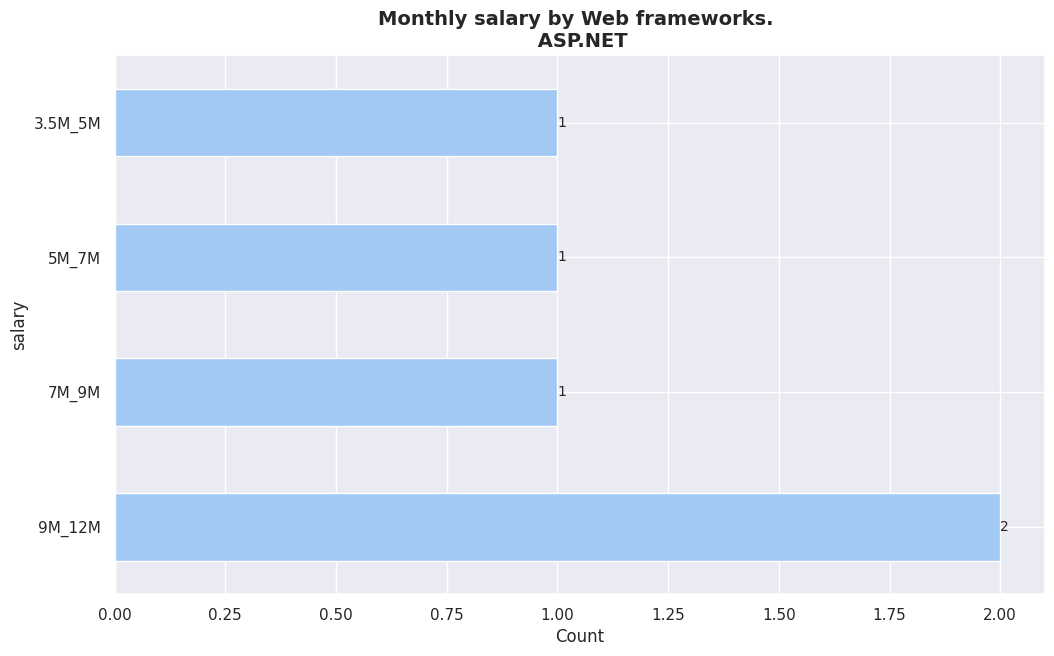 Monthly salary by Web frameworks.
ASP.NET
3.5M_5M
1
5M_7M
1
salary
7M_9M
1
9M_12M
2
0.00 0.25 0.50 0.75 1.00 1.25 1.50 1.75 2.00
Count